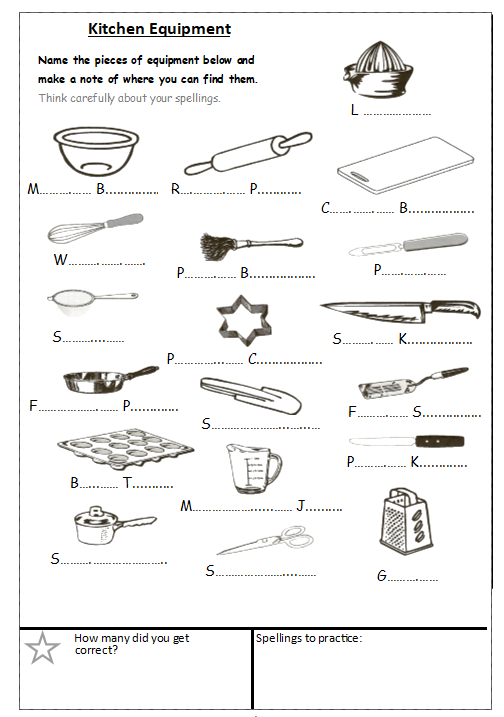 Kitchen Equipment
Name the pieces of equipment below and
make a note of where you can find them.
Think carefully about your spellings.
L .....................
M............. B...............
R..................... P............
C....................... B...................
W.........................
P................ B...................
P.....................
S.....................
P........................ C...................
S................ K...................
F........................ P..............
S.................................
F................ S.................
B............ T............
M............................... J...........
P................ K..............
S................................
S.............................
G................
How many did you get
correct?
Spellings to practice: